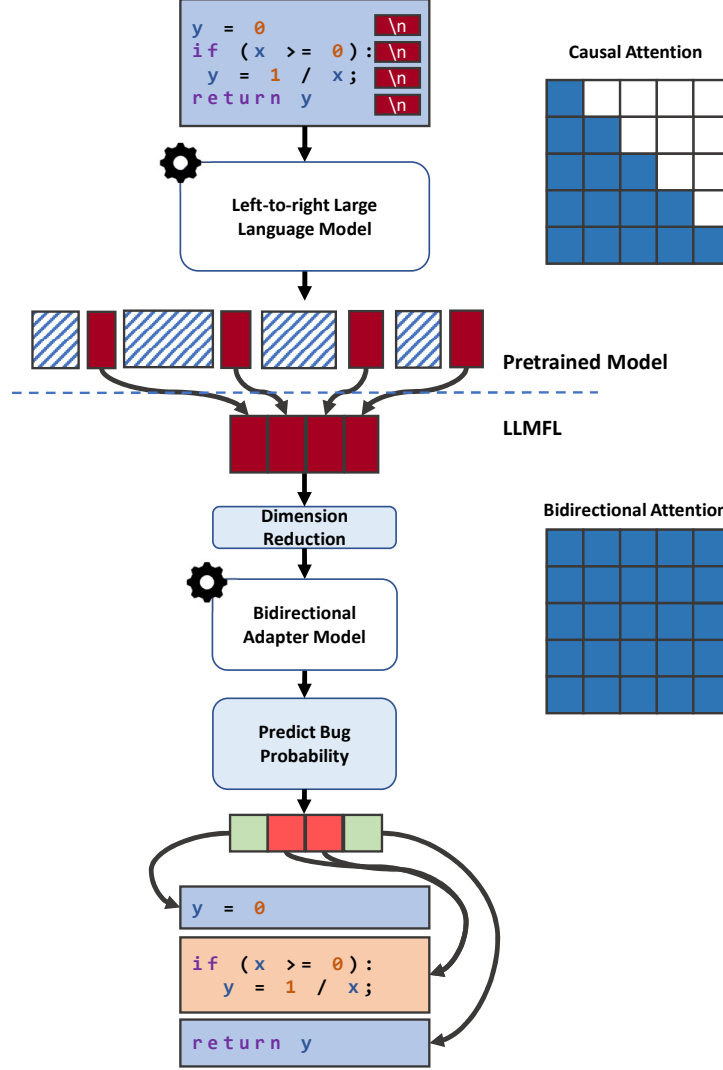 y = 0 \n
if (x >= 0): \n
y = 1 / x; \n
return y \n
Causal Attention
Left-to-right Large
Language Model
Pretrained Model
LLMFL
Dimension
Reduction
Bidirectional Attention
Bidirectional
Adapter Model
Predict Bug
Probability
y = 0
if (x >= 0):
y = 1 / x;
return y